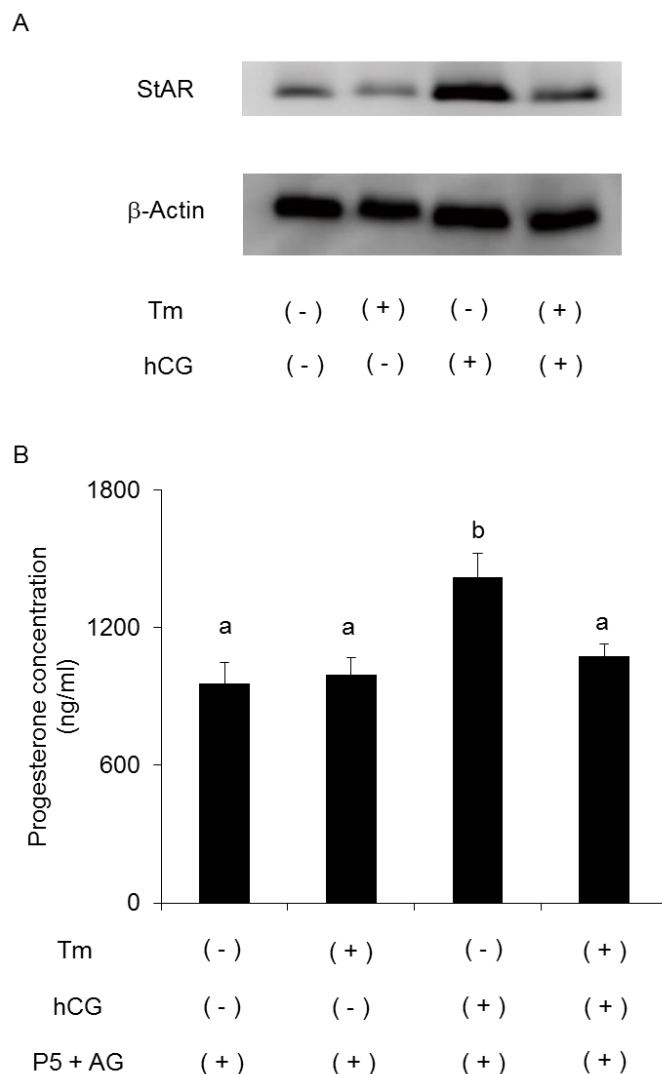 A
StAR
β-Actin
Tm ( - ) ( + ) ( - ) ( + )
hCG ( - ) ( - ) ( + ) ( + )
B
Progesterone concentration
(ng/ml)
1800
1200
600
0
a a b a
Tm ( - ) ( + ) ( - ) ( + )
hCG ( - ) ( - ) ( + ) ( + )
P5 + AG ( + ) ( + ) ( + ) ( + )